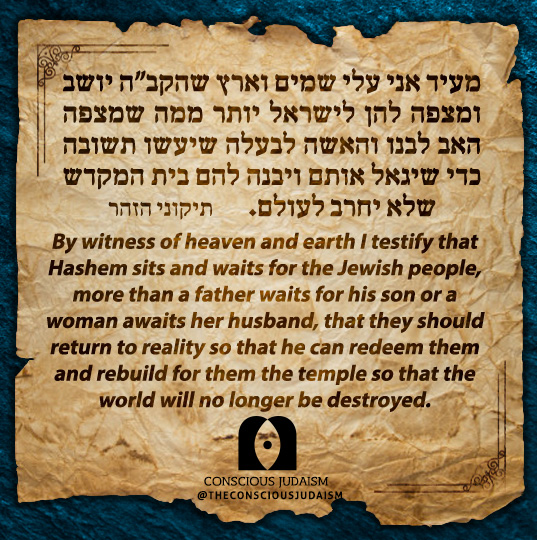 מעיד אני עלי שמים וארץ שהקב״ה יושב
ומצפה להן לישראל יותר ממה שמצפה
האב לבנו והאשה לבעלה שיעשו תשובה
כדי שיגאל אותם ויבנה להם בית המקדש
שלא יחרב לעולם. תיקוני הזהר
By witness of heaven and earth I testify that
Hashem sits and waits for the Jewish people,
more than a father waits for his son or a
woman awaits her husband, that they should
return to reality so that he can redeem them
and rebuild for them the temple so that the
world will no longer be destroyed.
CONSCIOUS JUDAISM
@THECONSCIOUSJUDAISM